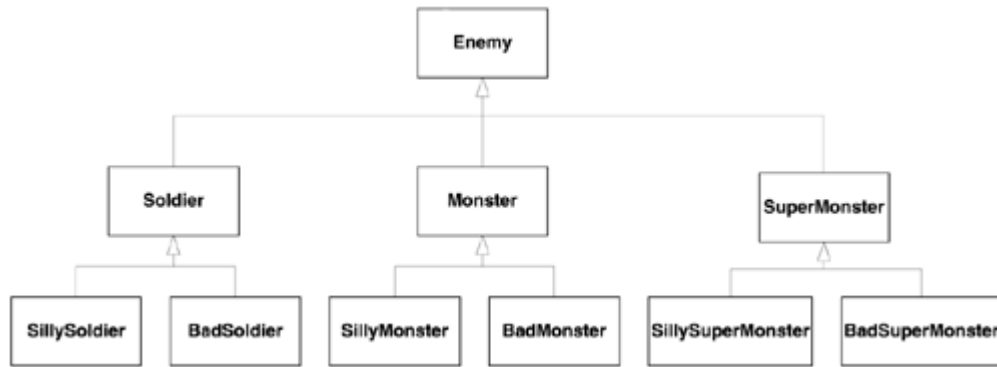 Enemy
Soldier
Monster
SuperMonster
SillySoldier
BadSoldier
SillyMonster
BadMonster
SillySuperMonster
BadSuperMonster